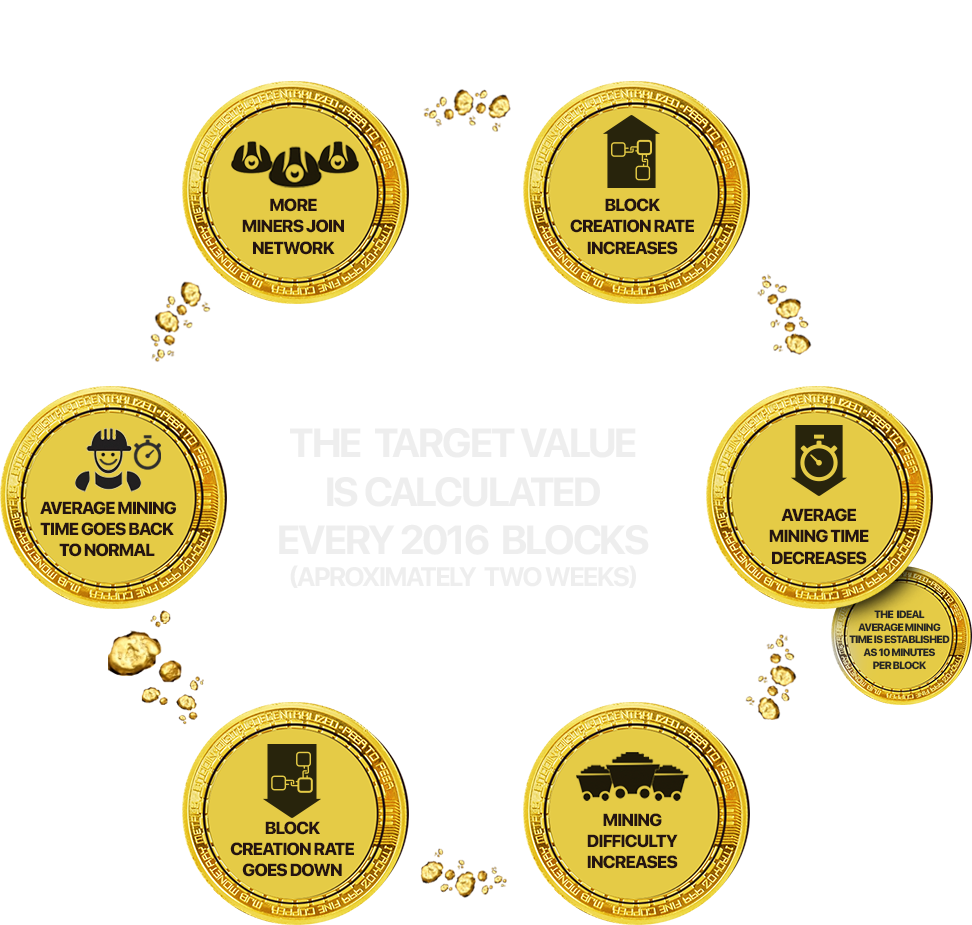 MORE
MINERS JOIN
NETWORK
BLOCK
CREATION RATE
INCREASES
AVERAGE MINING
TIME GOES BACK
TO NORMAL
THE TARGET VALUE
IS CALCULATED
EVERY 2016 BLOCKS
(APROXIMATELY TWO WEEKS)
AVERAGE
MINING TIME
DECREASES
THE IDEAL
AVERAGE MINING
TIME IS ESTABLISHED
AS 10 MINUTES
PER BLOCK
BLOCK
CREATION RATE
GOES DOWN
MINING
DIFFICULTY
INCREASES